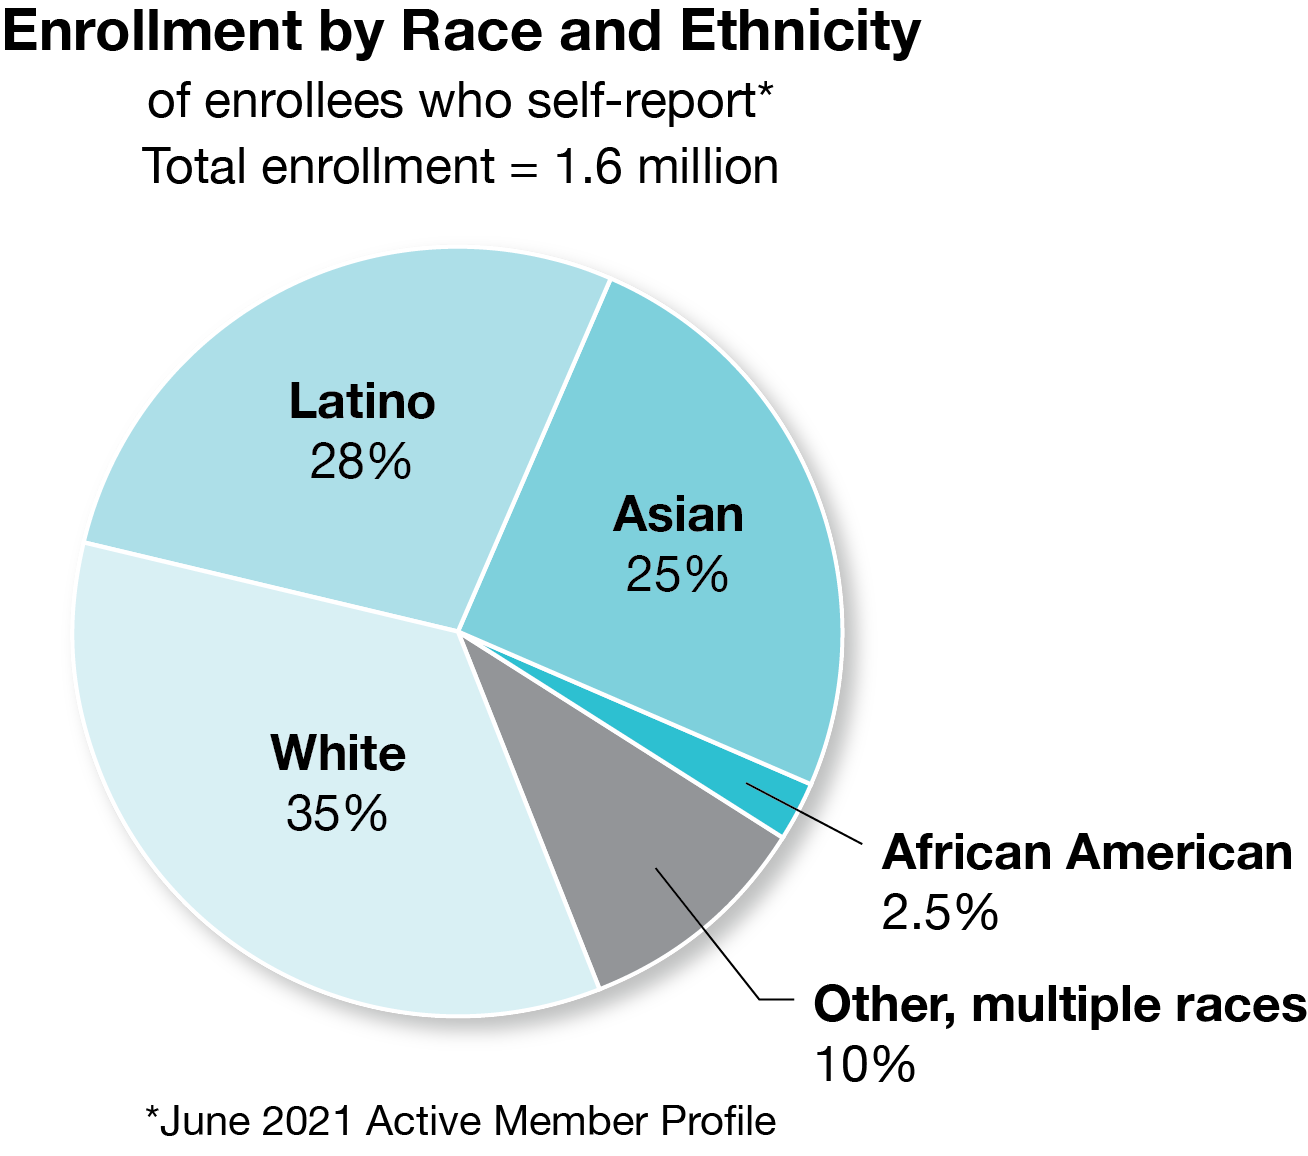 Enrollment by Race and Ethnicity
of enrollees who self-report*
Total enrollment = 1.6 million
Latino
28%
Asian
25%
White
35%
African American
2.5%
Other, multiple races
10%
*June 2021 Active Member Profile